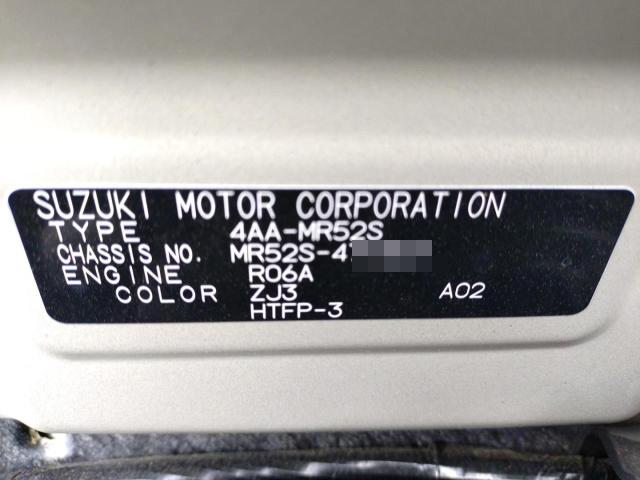 SUZUKI MOTOR CORPORATION
TYPE 4AA-MR52S
CHASSIS NO. MR52S-4
ENGINE R06A
COLOR ZJ3 A02
HTFP-3